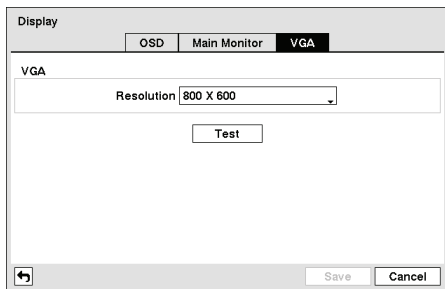 Display
OSD Main Monitor VGA
VGA
Resolution 800 X 600
Test
Save Cancel